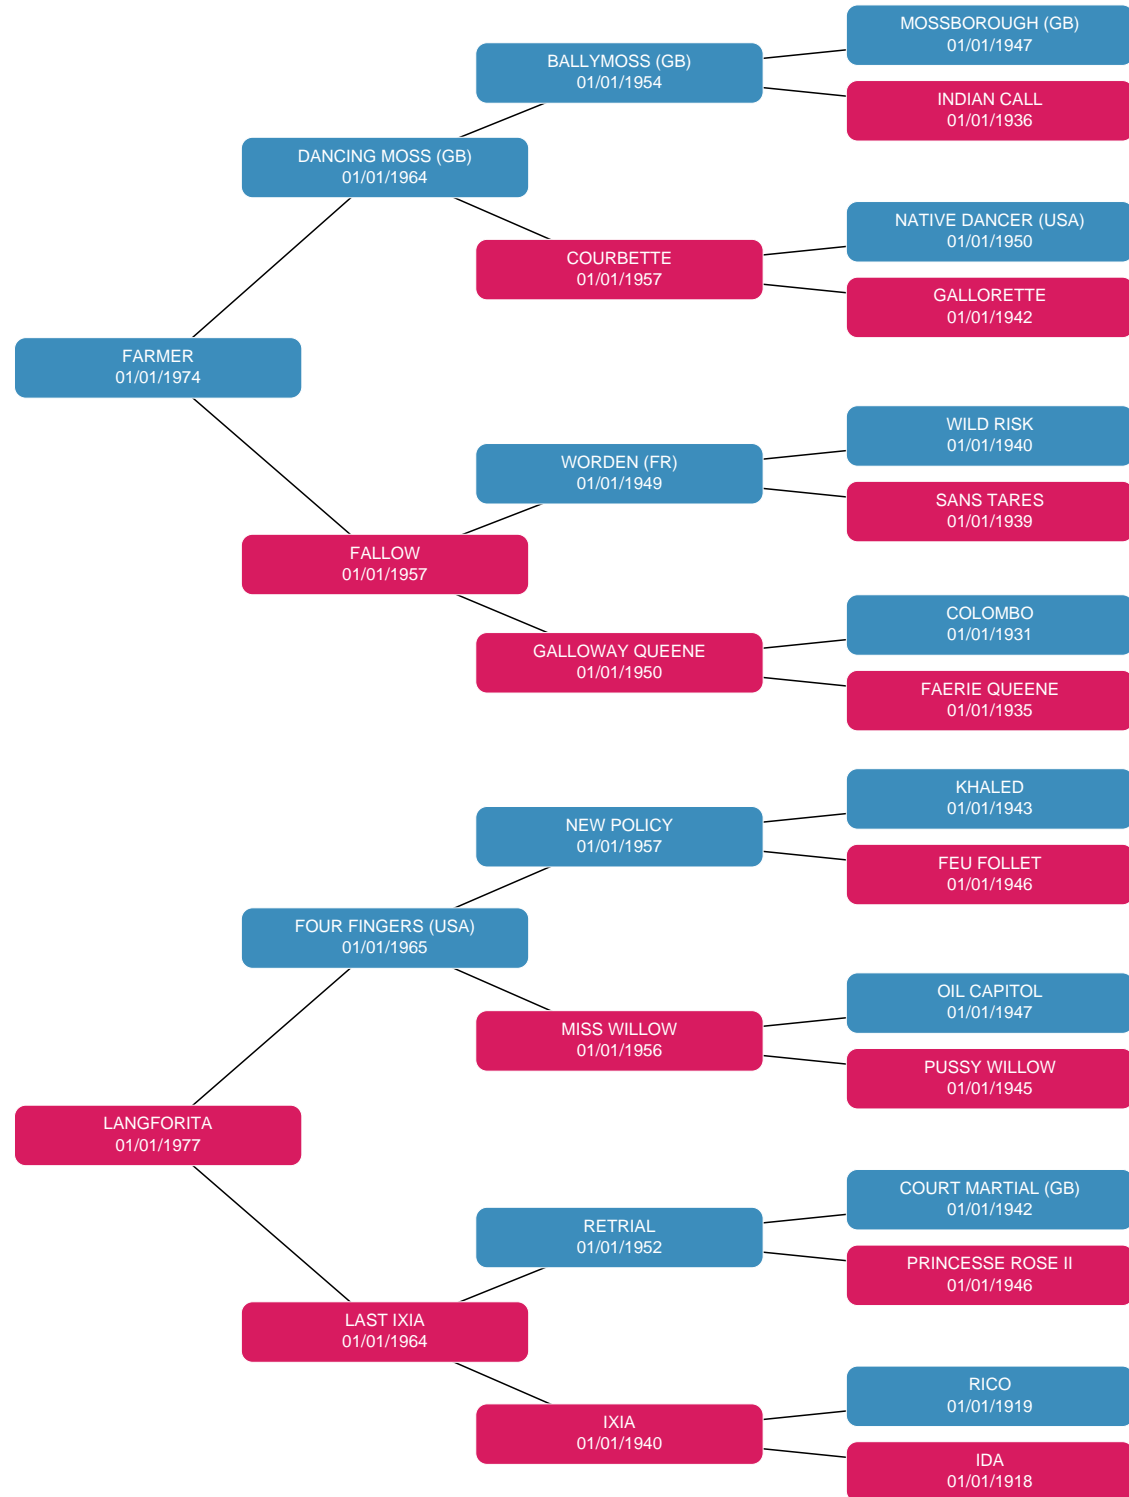 MOSSBOROUGH (GB)
01/01/1947
BALLYMOSS (GB)
01/01/1954
INDIAN CALL
01/01/1936
DANCING MOSS (GB)
01/01/1964
NATIVE DANCER (USA)
01/01/1950
COURBETTE
01/01/1957
GALLORETTE
01/01/1942
FARMER
01/01/1974
WILD RISK
01/01/1940
WORDEN (FR)
01/01/1949
SANS TARES
01/01/1939
FALLOW
01/01/1957
COLOMBO
01/01/1931
GALLOWAY QUEENE
01/01/1950
FAERIE QUEENE
01/01/1935
KHALED
01/01/1943
NEW POLICY
01/01/1957
FEU FOLLET
01/01/1946
FOUR FINGERS (USA)
01/01/1965
OIL CAPITOL
01/01/1947
MISS WILLOW
01/01/1956
PUSSY WILLOW
01/01/1945
LANGFORITA
01/01/1977
COURT MARTIAL (GB)
01/01/1942
RETRIAL
01/01/1952
PRINCESSE ROSE II
01/01/1946
LAST IXIA
01/01/1964
RICO
01/01/1919
IXIA
01/01/1940
IDA
01/01/1918